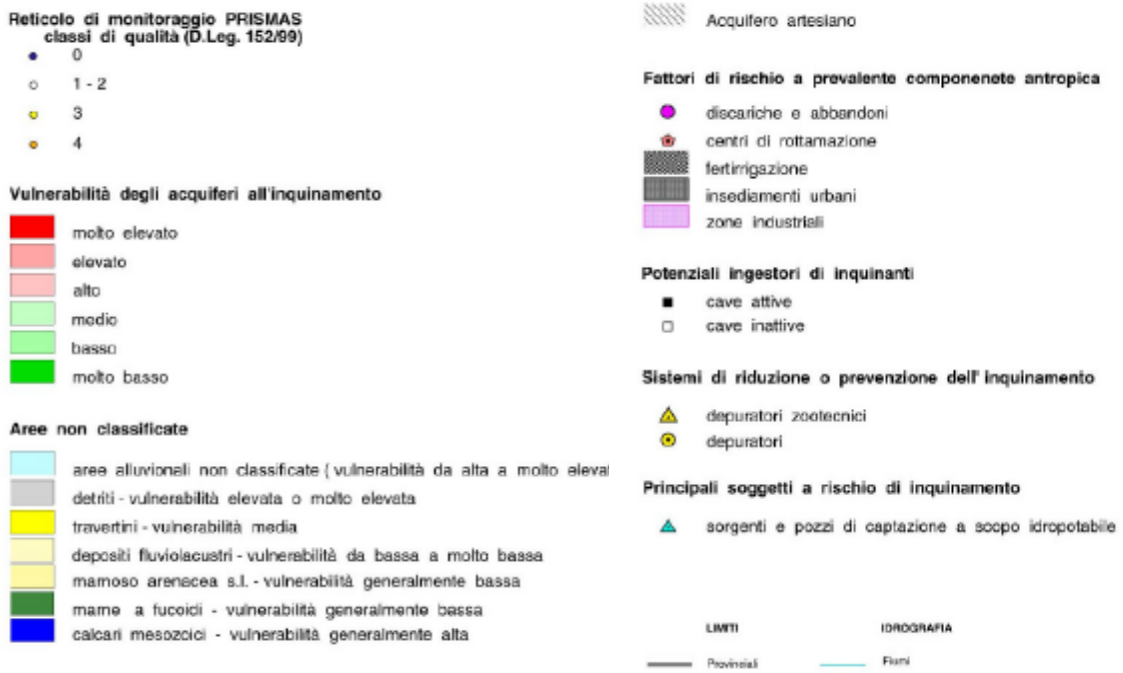 Reticolo di monitoraggio PRISMAS
classi di qualità (D.Leg. 152/99)
0
1 - 2
3
4
Vulnerabilità degli acquiferi all'inquinamento
molto elevato
elevato
alto
medio
basso
molto basso
Aree non classificate
aree alluvionali non classificate ( vulnerabilità da alta a molto elevat
detriti - vulnerabilità elevata o molto elevata
travertini - vulnerabilità media
depositi fluviolacustri - vulnerabilità da bassa a molto bassa
marnoso arenacea s.l. - vulnerabilità generalmente bassa
marne a fucoidi - vulnerabilità generalmente bassa
calcari mesozoici - vulnerabilità generalmente alta
Acquifero artesiano
Fattori di rischio a prevalente componenete antropica
discariche e abbandoni
centri di rottamazione
fertirrigazione
insediamenti urbani
zone industriali
Potenziali ingestori di inquinanti
cave attive
cave inattive
Sistemi di riduzione o prevenzione dell'inquinamento
depuratori zootecnici
depuratori
Principali soggetti a rischio di inquinamento
sorgenti e pozzi di captazione a scopo idropotabile
LIMITI IDROGRAFIA
Provinciali Fiumi